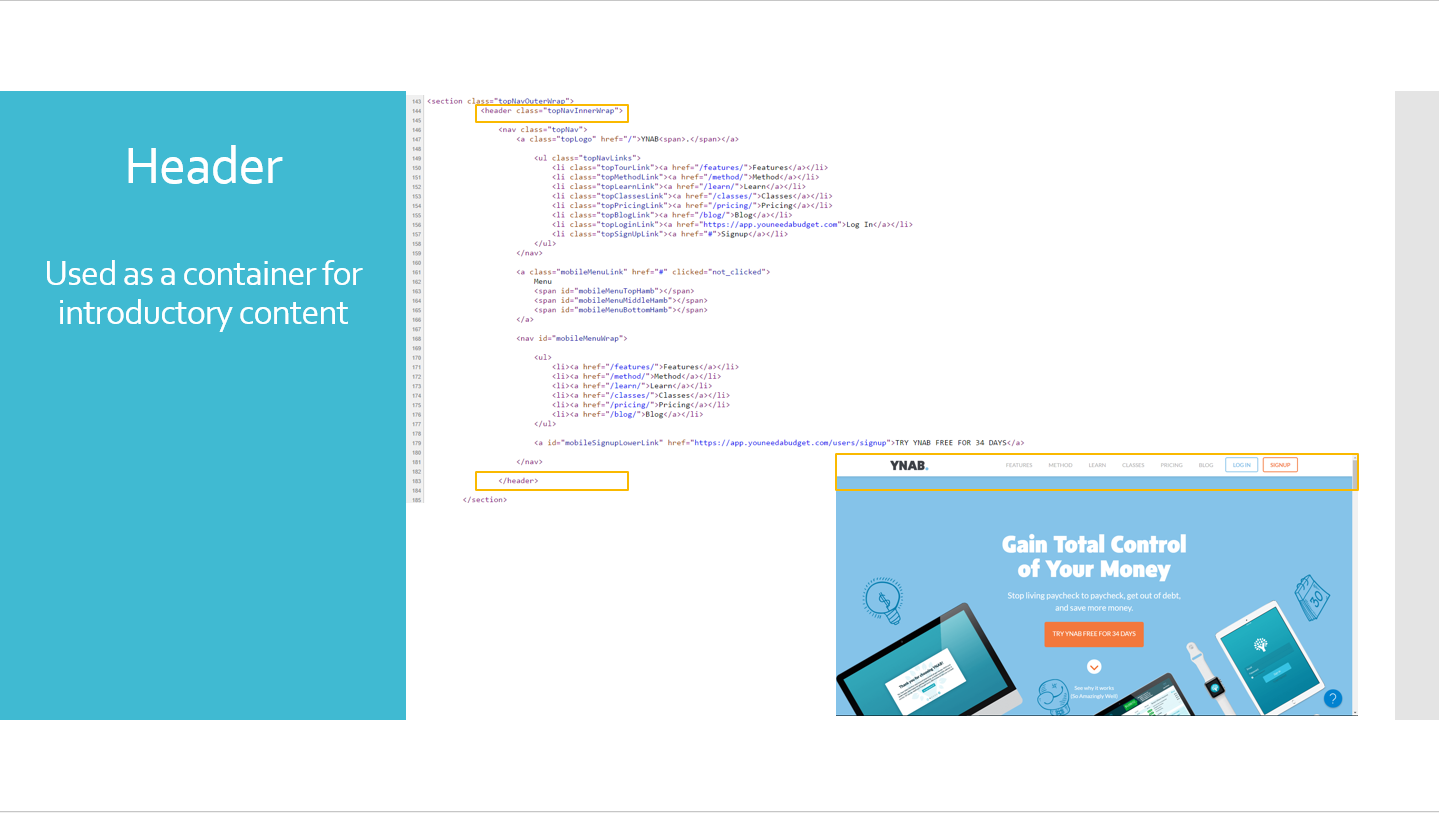 Header
Used as a container for
introductory content
143 <section class="topNavOuterWrap">
144 <header class="topNavInnerWrap">
145
146 <nav class="topNav">
147 <a class="topLogo" href="/">YNAB<span>.</span></a>
148
149 <ul class="topNavLinks">
150 <li class="topTourLink"><a href="/features/">Features</a></li>
151 <li class="topMethodLink"><a href="/method/">Method</a></li>
152 <li class="topLearnLink"><a href="/learn/">Learn</a></li>
153 <li class="topClassesLink"><a href="/classes/">Classes</a></li>
154 <li class="topPricingLink"><a href="/pricing/">Pricing</a></li>
155 <li class="topBlogLink"><a href="/blog/">Blog</a></li>
156 <li class="topLoginLink"><a href="https://app.youneedabudget.com">Log In</a></li>
157 <li class="topSignUpLink"><a href="#">Signup</a></li>
158 </ul>
159 </nav>
160
161 <a class="mobileMenuLink" href="#" clicked="not_clicked">
162 Menu
163 <span id="mobileMenuTopHamb"></span>
164 <span id="mobileMenuMiddleHamb"></span>
165 <span id="mobileMenuBottomHamb"></span>
166 </a>
167
168 <nav id="mobileMenuWrap">
169
170 <ul>
171 <li><a href="/features/">Features</a></li>
172 <li><a href="/method/">Method</a></li>
173 <li><a href="/learn/">Learn</a></li>
174 <li><a href="/classes/">Classes</a></li>
175 <li><a href="/pricing/">Pricing</a></li>
176 <li><a href="/blog/">Blog</a></li>
177 </ul>
178
179 <a id="mobileSignupLowerLink" href="https://app.youneedabudget.com/users/signup">TRY YNAB FREE FOR 34 DAYS</a>
180
181 </nav>
182
183 </header>
184
185 </section>
YNAB. FEATURES METHOD LEARN CLASSES PRICING BLOG LOG IN SIGNUP
Gain Total Control
of Your Money
Stop living paycheck to paycheck, get out of debt,
and save more money.
TRY YNAB FREE FOR 34 DAYS
See why it works
(So Amazingly Well)
Thank you for choosing YNAB!
30
?